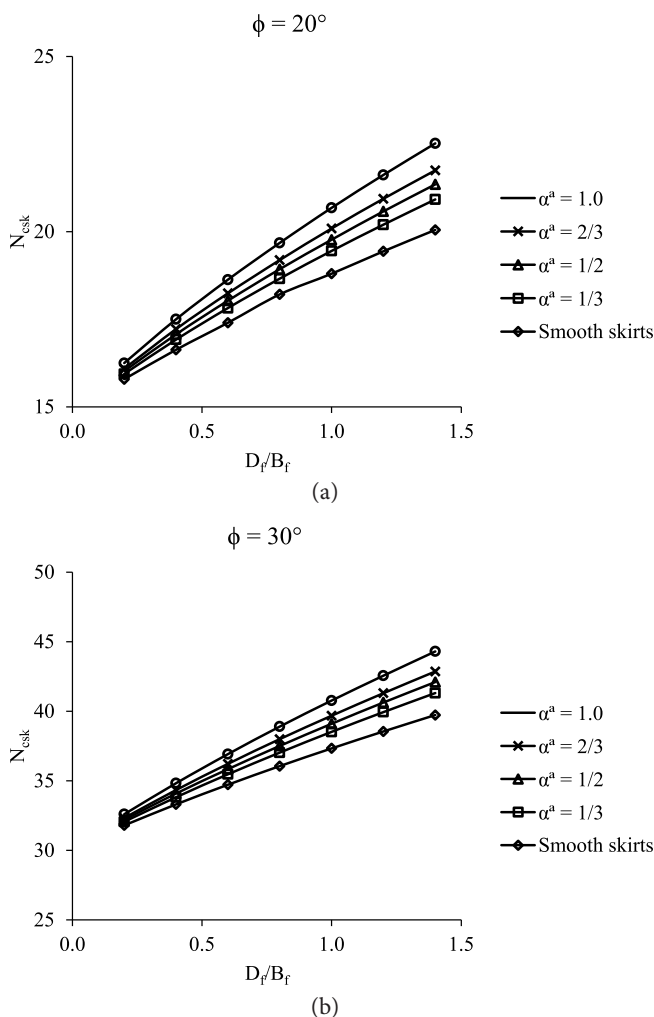 ϕ = 20°
25
20
15
N_csk
0.0 0.5 1.0 1.5
D_f/B_f
α^a = 1.0
α^a = 2/3
α^a = 1/2
α^a = 1/3
Smooth skirts
(a)
ϕ = 30°
50
45
40
35
30
25
N_csk
0.0 0.5 1.0 1.5
D_f/B_f
α^a = 1.0
α^a = 2/3
α^a = 1/2
α^a = 1/3
Smooth skirts
(b)